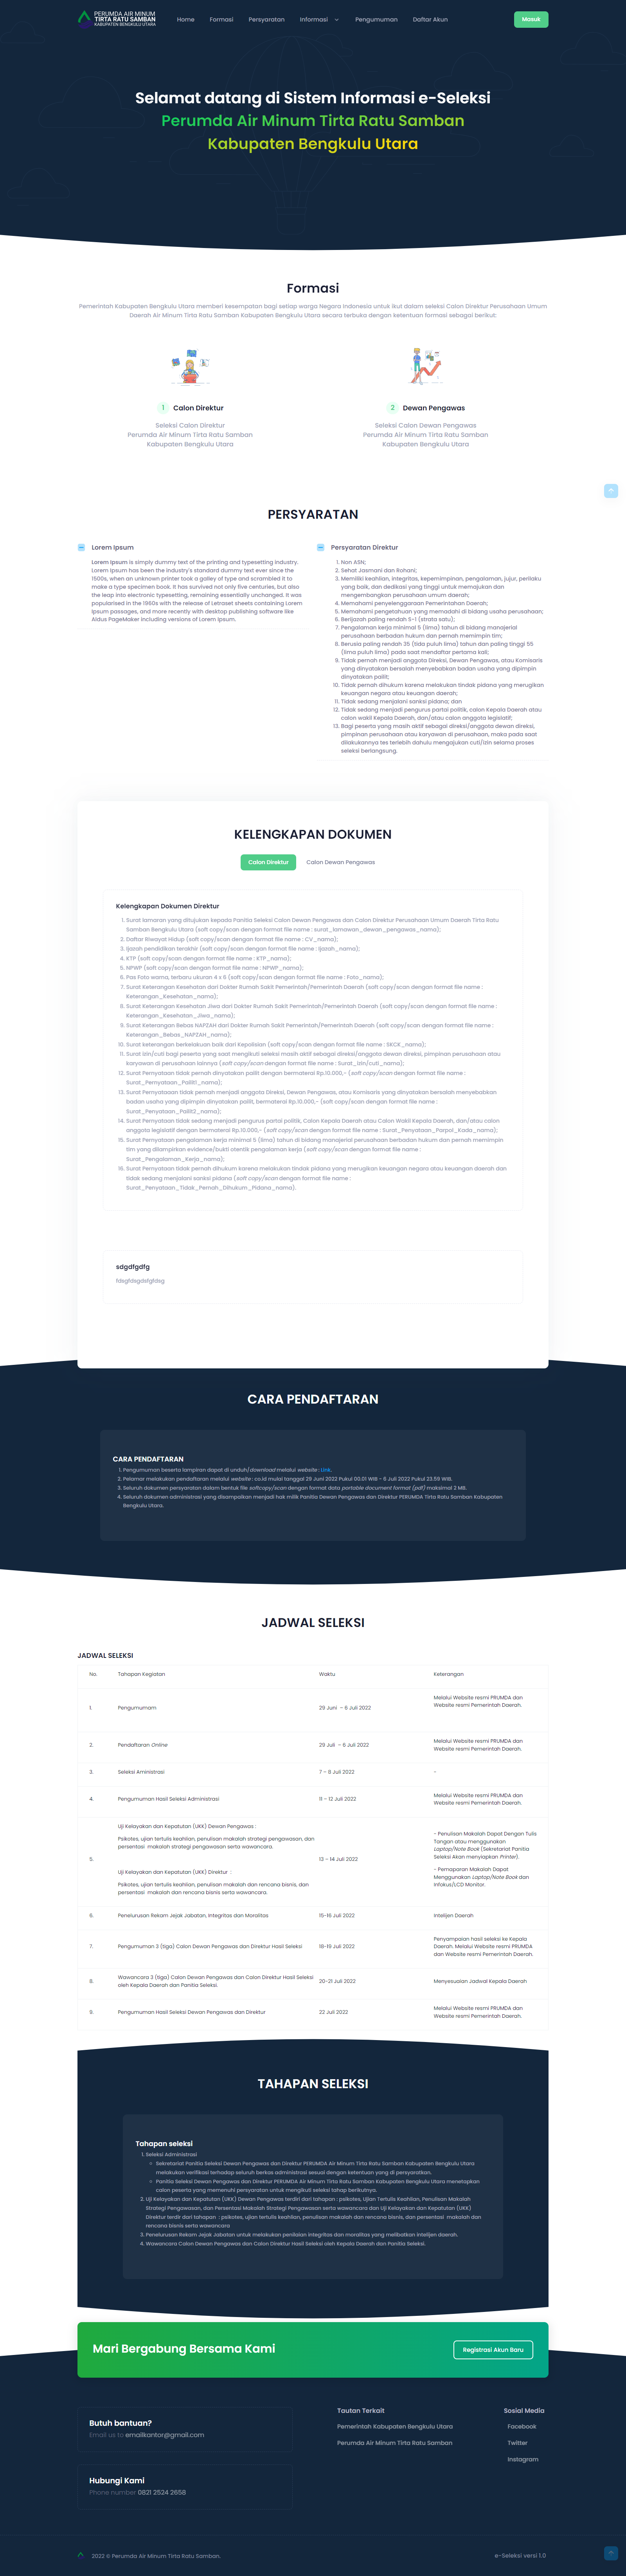 PERUMDA AIR MINUM
TIRTA RATU SAMBAN
KABUPATEN BENGKULU UTARA
Home
Formasi
Persyaratan
Informasi
Pengumuman
Daftar Akun
Masuk
Selamat datang di Sistem Informasi e-Seleksi
Perumda Air Minum Tirta Ratu Samban
Kabupaten Bengkulu Utara
Formasi
Pemerintah Kabupaten Bengkulu Utara memberi kesempatan bagi setiap warga Negara Indonesia untuk ikut dalam seleksi Calon Direktur Perusahaan Umum
Daerah Air Minum Tirta Ratu Samban Kabupaten Bengkulu Utara secara terbuka dengan ketentuan formasi sebagai berikut:
1 Calon Direktur
Seleksi Calon Direktur
Perumda Air Minum Tirta Ratu Samban
Kabupaten Bengkulu Utara
2 Dewan Pengawas
Seleksi Calon Dewan Pengawas
Perumda Air Minum Tirta Ratu Samban
Kabupaten Bengkulu Utara
PERSYARATAN
Lorem Ipsum
Lorem Ipsum is simply dummy text of the printing and typesetting industry.
Lorem Ipsum has been the industry's standard dummy text ever since the
1500s, when an unknown printer took a galley of type and scrambled it to
make a type specimen book. It has survived not only five centuries, but also
the leap into electronic typesetting, remaining essentially unchanged. It was
popularised in the 1960s with the release of Letraset sheets containing Lorem
Ipsum passages, and more recently with desktop publishing software like
Aldus PageMaker including versions of Lorem Ipsum.
Persyaratan Direktur
1. Non ASN;
2. Sehat Jasmani dan Rohani;
3. Memiliki keahlian, integritas, kepemimpinan, pengalaman, jujur, perilaku
yang baik, dan dedikasi yang tinggi untuk memajukan dan
mengembangkan perusahaan umum daerah;
4. Memahami penyelenggaraan Pemerintahan Daerah;
5. Memahami pengetahuan yang memadahi di bidang usaha perusahaan;
6. Berijazah paling rendah S-1 (strata satu);
7. Pengalaman kerja minimal 5 (lima) tahun di bidang manajerial
perusahaan berbadan hukum dan pernah memimpin tim;
8. Berusia paling rendah 35 (tida puluh lima) tahun dan paling tinggi 55
(lima puluh lima) pada saat mendaftar pertama kali;
9. Tidak pernah menjadi anggota Direksi, Dewan Pengawas, atau Komisaris
yang dinyatakan bersalah menyebabkan badan usaha yang dipimpin
dinyatakan pailit;
10. Tidak pernah dihukum karena melakukan tindak pidana yang merugikan
keuangan negara atau keuangan daerah;
11. Tidak sedang menjalani sanksi pidana; dan
12. Tidak sedang menjadi pengurus partai politik, calon Kepala Daerah atau
calon wakil Kepala Daerah, dan/atau calon anggota legislatif;
13. Bagi peserta yang masih aktif sebagai direksi/anggota dewan direksi,
pimpinan perusahaan atau karyawan di perusahaan, maka pada saat
dilakukannya tes terlebih dahulu mengajukan cuti/izin selama proses
seleksi berlangsung.
KELENGKAPAN DOKUMEN
Calon Direktur
Calon Dewan Pengawas
Kelengkapan Dokumen Direktur
1. Surat lamaran yang ditujukan kepada Panitia Seleksi Calon Dewan Pengawas dan Calon Direktur Perusahaan Umum Daerah Tirta Ratu
Samban Bengkulu Utara (soft copy/scan dengan format file name : surat_lamawan_dewan_pengawas_nama);
2. Daftar Riwayat Hidup (soft copy/scan dengan format file name : CV_nama);
3. Ijasah pendidikan terakhir (soft copy/scan dengan format file name : Ijasah_nama);
4. KTP (soft copy/scan dengan format file name : KTP_nama);
5. NPWP (soft copy/scan dengan format file name : NPWP_nama);
6. Pas Foto warna, terbaru ukuran 4 x 6 (soft copy/scan dengan format file name : Foto_nama);
7. Surat Keterangan Kesehatan dari Dokter Rumah Sakit Pemerintah/Pemerintah Daerah (soft copy/scan dengan format file name :
Keterangan_Kesehatan_nama);
8. Surat Keterangan Kesehatan Jiwa dari Dokter Rumah Sakit Pemerintah/Pemerintah Daerah (soft copy/scan dengan format file name :
Keterangan_Kesehatan_Jiwa_nama);
9. Surat Keterangan Bebas NAPZAH dari Dokter Rumah Sakit Pemerintah/Pemerintah Daerah (soft copy/scan dengan format file name :
Keterangan_Bebas_NAPZAH_nama);
10. Surat keterangan berkelakuan baik dari Kepolisian (soft copy/scan dengan format file name : SKCK_nama);
11. Surat izin/cuti bagi peserta yang saat mengikuti seleksi masih aktif sebagai direksi/anggota dewan direksi, pimpinan perusahaan atau
karyawan di perusahaan lainnya (soft copy/scan dengan format file name : Surat_izin/cuti_nama);
12. Surat Pernyataan tidak pernah dinyatakan pailit dengan bermaterai Rp.10.000,- (soft copy/scan dengan format file name :
Surat_Pernyataan_Pailit1_nama);
13. Surat Pernyataaan tidak pernah menjadi anggota Direksi, Dewan Pengawas, atau Komisaris yang dinyatakan bersalah menyebabkan
badan usaha yang dipimpin dinyatakan pailit, bermaterai Rp.10.000,- (soft copy/scan dengan format file name :
Surat_Penyataan_Pailit2_nama);
14. Surat Pernyataan tidak sedang menjadi pengurus partai politik, Calon Kepala Daerah atau Calon Wakil Kepala Daerah, dan/atau calon
anggota legislatif dengan bermaterai Rp.10.000,- (soft copy/scan dengan format file name : Surat_Penyataan_Parpol_Kada_nama);
15. Surat Pernyataan pengalaman kerja minimal 5 (lima) tahun di bidang manajerial perusahaan berbadan hukum dan pernah memimpin
tim yang dilampirkan evidence/bukti otentik pengalaman kerja (soft copy/scan dengan format file name :
Surat_Pengalaman_Kerja_nama);
16. Surat Pernyataan tidak pernah dihukum karena melakukan tindak pidana yang merugikan keuangan negara atau keuangan daerah dan
tidak sedang menjalani sanksi pidana (soft copy/scan dengan format file name :
Surat_Penyataan_Tidak_Pernah_Dihukum_Pidana_nama).
sdgdfgdfg
CARA PENDAFTARAN
CARA PENDAFTARAN
1. Pengumuman beserta lampiran dapat di unduh/download melalui website : Link.
2. Pelamar melakukan pendaftaran melalui website : co.id mulai tanggal 29 Juni 2022 Pukul 00.01 WIB - 6 Juli 2022 Pukul 23.59 WIB.
3. Seluruh dokumen persyaratan dalam bentuk file softcopy/scan dengan format data portable document format (pdf) maksimal 2 MB.
4. Seluruh dokumen administrasi yang disampaikan menjadi hak milik Panitia Dewan Pengawas dan Direktur PERUMDA Tirta Ratu Samban Kabupaten
Bengkulu Utara.
JADWAL SELEKSI
JADWAL SELEKSI
No.
Tahapan Kegiatan
Waktu
Keterangan
1.
Pengumumam
29 Juni – 6 Juli 2022
Melalui Website resmi PRUMDA dan
Website resmi Pemerintah Daerah.
2.
Pendaftaran Online
29 Juli – 6 Juli 2022
Melalui Website resmi PRUMDA dan
Website resmi Pemerintah Daerah.
3.
Seleksi Aministrasi
7 – 8 Juli 2022
-
4.
Pengumuman Hasil Seleksi Administrasi
11 – 12 Juli 2022
Melalui Website resmi PRUMDA dan
Website resmi Pemerintah Daerah.
5.
Uji Kelayakan dan Kepatutan (UKK) Dewan Pengawas :
Psikotes, ujian tertulis keahlian, penulisan makalah strategi pengawasan, dan
persentasi makalah strategi pengawasan serta wawancara.
Uji Kelayakan dan Kepatutan (UKK) Direktur :
Psikotes, ujian tertulis keahlian, penulisan makalah dan rencana bisnis, dan
persentasi makalah dan rencana bisnis serta wawancara
13 – 14 Juli 2022
- Penulisan Makalah Dapat Dengan Tulis
Tangan atau menggunakan
Laptop/Note Book (Sekretariat Panitia
Seleksi Akan menyiapkan Printer).
- Pemaparan Makalah Dapat
Menggunakan Laptop/Note Book dan
Infokus/LCD Monitor.
6.
Penelurusan Rekam Jejak Jabatan, Integritas dan Moralitas
15-16 Juli 2022
Intelijen Daerah
7.
Pengumuman 3 (tiga) Calon Dewan Pengawas dan Direktur Hasil Seleksi
18-19 Juli 2022
Penyampaian hasil seleksi ke Kepala
Daerah. Melalui Website resmi PRUMDA
dan Website resmi Pemerintah Daerah.
8.
Wawancara 3 (tiga) Calon Dewan Pengawas dan Calon Direktur Hasil Seleksi
oleh Kepala Daerah dan Panitia Seleksi.
20-21 Juli 2022
Menyesuaian Jadwal Kepala Daerah
9.
Pengumuman Hasil Seleksi Dewan Pengawas dan Direktur
22 Juli 2022
Melalui Website resmi PRUMDA dan
Website resmi Pemerintah Daerah.
TAHAPAN SELEKSI
Tahapan seleksi
1. Seleksi Administrasi
Sekretariat Panitia Seleksi Dewan Pengawas dan Direktur PERUMDA Air Minum Tirta Ratu Samban Kabupaten Bengkulu Utara
melakukan verifikasi terhadap seluruh berkas administrasi sesuai dengan ketentuan yang di persyaratkan.
Panitia Seleksi Dewan Pengawas dan Direktur PERUMDA Air Minum Tirta Ratu Samban Kabupaten Bengkulu Utara menetapkan
calon peserta yang memenuhi persyaratan untuk mengikuti seleksi tahap berikutnya.
2. Uji Kelayakan dan Kepatutan (UKK) Dewan Pengawas terdiri dari tahapan : psikotes, Ujian Tertulis Keahlian, Penulisan Makalah
Strategi Pengawasan, dan Persentasi Makalah Strategi Pengawasan serta wawancara dan Uji Kelayakan dan Kepatutan (UKK)
Direktur terdir dari tahapan : psikotes, ujian tertulis keahlian, penulisan makalah dan rencana bisnis, dan persentasi makalah dan
rencana bisnis serta wawancara
3. Penelurusan Rekam Jejak Jabatan untuk melakukan penilaian integritas dan moralitas yang melibatkan intelijen daerah.
4. Wawancara Calon Dewan Pengawas dan Calon Direktur Hasil Seleksi oleh Kepala Daerah dan Panitia Seleksi.
Mari Bergabung Bersama Kami
Registrasi Akun Baru
Butuh bantuan?
Email us to emailkantor@gmail.com
Hubungi Kami
Phone number 0821 2524 2658
Tautan Terkait
Pemerintah Kabupaten Bengkulu Utara
Perumda Air Minum Tirta Ratu Samban
Sosial Media
Facebook
Twitter
Instagram
2022 © Perumda Air Minum Tirta Ratu Samban.
e-Seleksi versi 1.0